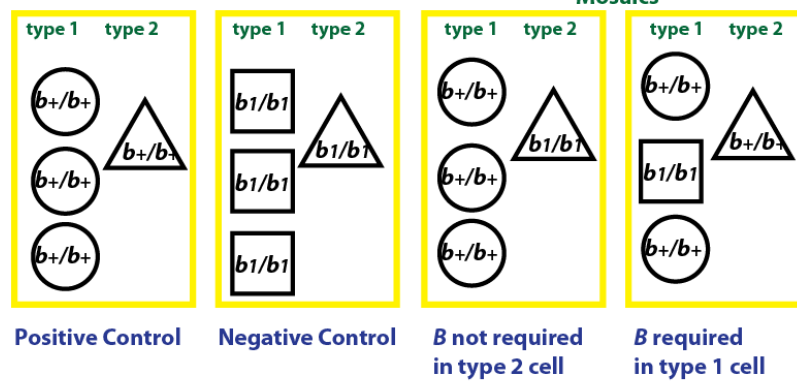 Mosaics
type 1 type 2
b+/b+
b+/b+
b+/b+
b+/b+
Positive Control
type 1 type 2
b1/b1
b1/b1
b1/b1
b1/b1
Negative Control
type 1 type 2
b+/b+
b1/b1
b+/b+
b+/b+
B not required
in type 2 cell
type 1 type 2
b+/b+
b+/b+
b1/b1
b+/b+
B required
in type 1 cell